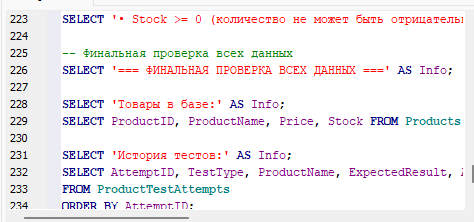 223 SELECT '• Stock >= 0 (количество не может быть отрицатель
224
225 -- Финальная проверка всех данных
226 SELECT '=== ФИНАЛЬНАЯ ПРОВЕРКА ВСЕХ ДАННЫХ ===' AS Info;
227
228 SELECT 'Товары в базе:' AS Info;
229 SELECT ProductID, ProductName, Price, Stock FROM Products
230
231 SELECT 'История тестов:' AS Info;
232 SELECT AttemptID, TestType, ProductName, ExpectedResult,
233 FROM ProductTestAttempts
234 ORDER BY AttemptID;